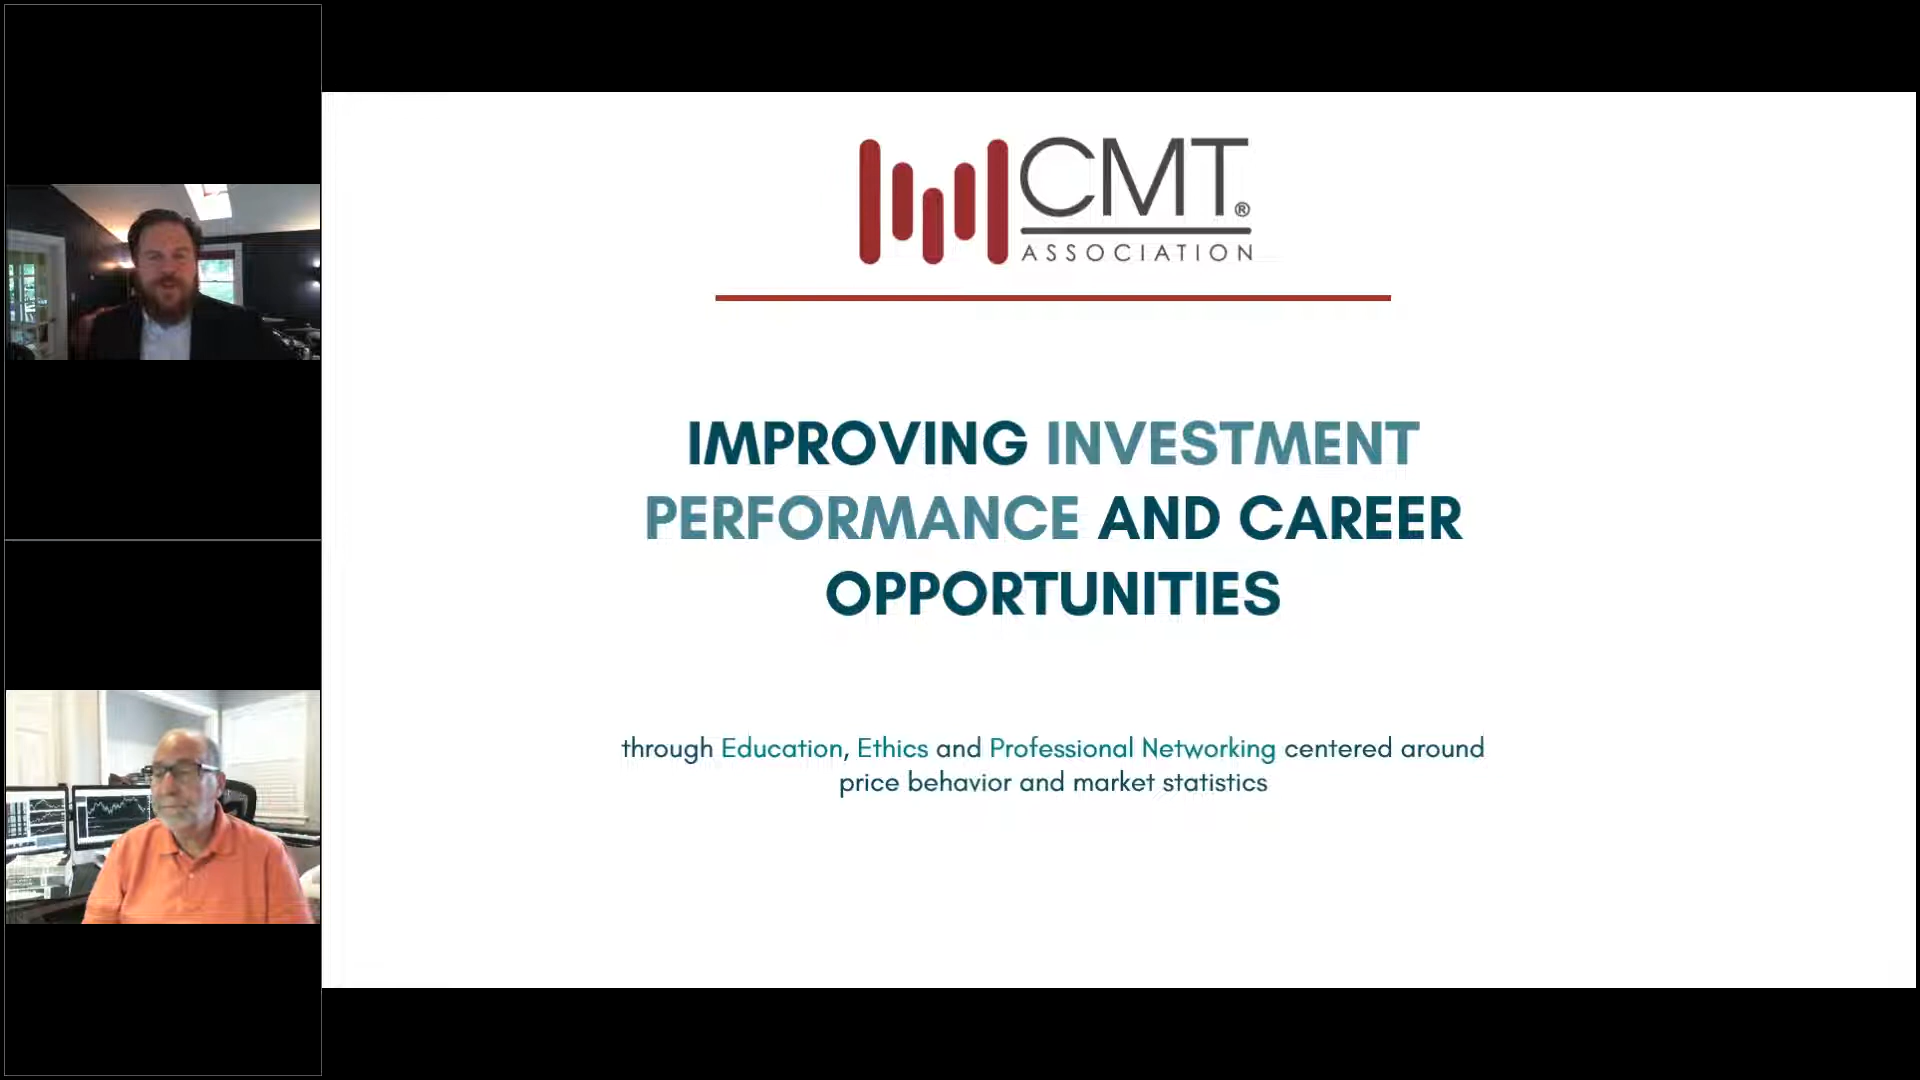 CMT®
ASSOCIATION
IMPROVING INVESTMENT
PERFORMANCE AND CAREER
OPPORTUNITIES
through Education, Ethics and Professional Networking centered around
price behavior and market statistics